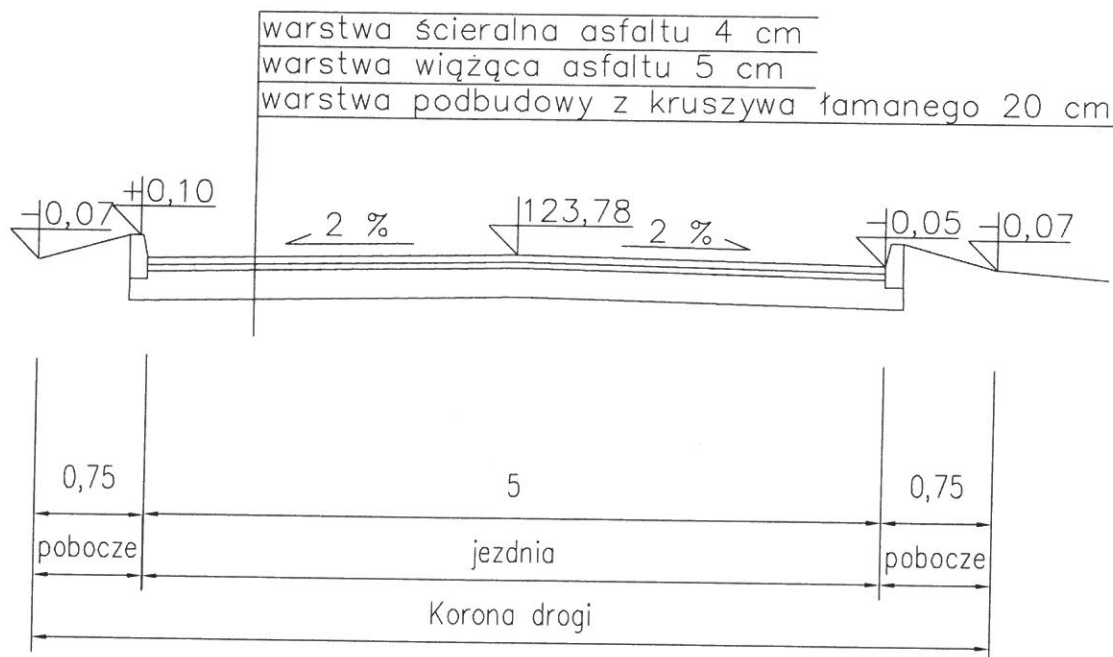 warstwa ścieralna asfaltu 4 cm
warstwa wiążąca asfaltu 5 cm
warstwa podbudowy z kruszywa łamanego 20 cm
-0,07
+0,10
2 %
123,78
2 %
-0,05
-0,07
0,75
5
0,75
pobocze
jezdnia
pobocze
Korona drogi